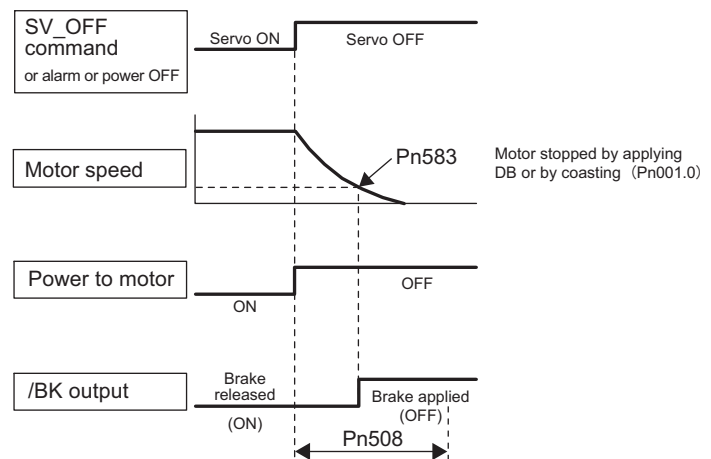 SV_OFF
command
or alarm or power OFF
Servo ON
Servo OFF
Motor speed
Pn583
Motor stopped by applying
DB or by coasting (Pn001.0)
Power to motor
ON
OFF
/BK output
Brake
released
(ON)
Brake applied
(OFF)
Pn508